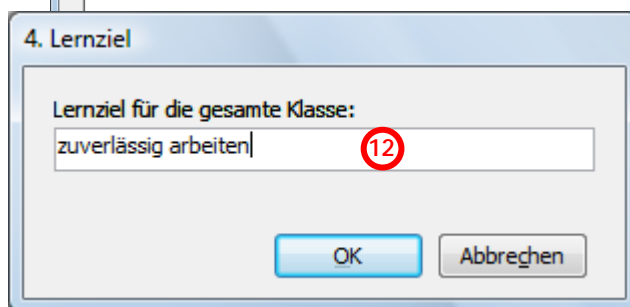 4. Lernziel
Lernziel für die gesamte Klasse:
zuverlässig arbeiten 12
OK Abbrechen